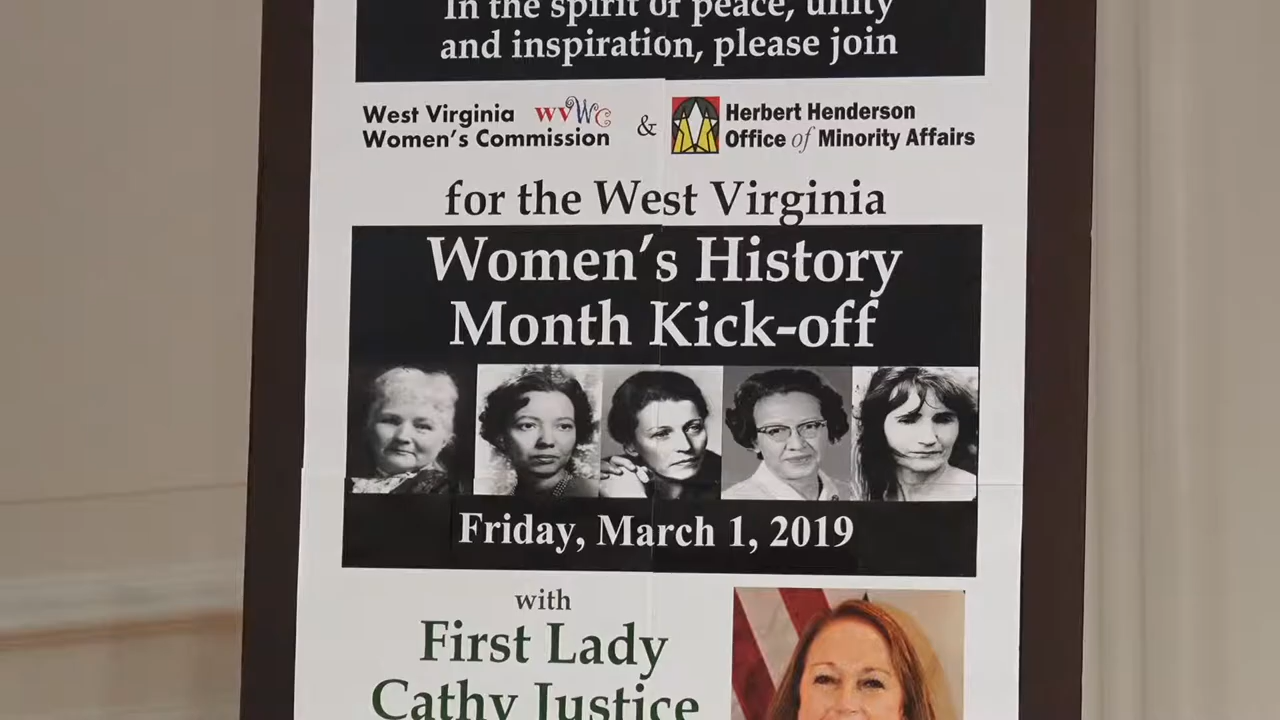 In the spirit of peace, unity
and inspiration, please join
West Virginia WVWC
Women's Commission
&
Herbert Henderson
Office of Minority Affairs
for the West Virginia
Women's History
Month Kick-off
Friday, March 1, 2019
with
First Lady
Cathy Justice